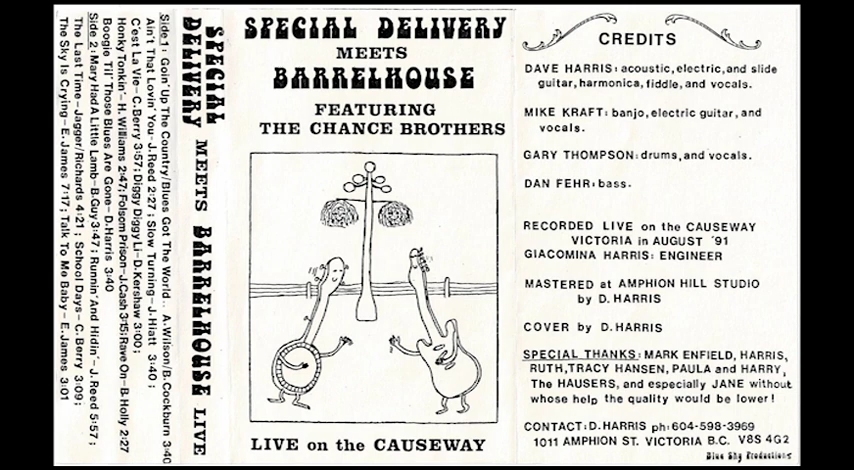 Side 1: Goin' Up The Country/Blues Got The World.. A.Wilson/B.Cockburn 3:40
Ain't That Lovin' You-J.Reed 2:27 ; Slow Turning-J.Hiatt 3:40 ;
C'est La Vie-C.Berry 3:57; Diggy Diggy Li-D.Kershaw 3:00 ;
Honky Tonkin'-H.Williams 2:47; Folsom Prison-J.Cash 3:15; Rave On-B.Holly 2:27
Boogie Til' Those Blues Are Gone-D.Harris 3:40
Side 2: Mary Had A Little Lamb-B.Guy 3:47 ; Runnin' And Hidin'-J.Reed 5:57 ;
The Last Time-Jagger/Richards 4:21 ; School Days-C.Berry 3:09 ;
The Sky Is Crying-E.James 7:17 ; Talk To Me Baby-E.James 3:01
SPECIAL DELIVERY MEETS BARRELHOUSE LIVE
SPECIAL DELIVERY
MEETS
BARRELHOUSE
FEATURING
THE CHANCE BROTHERS
LIVE on the CAUSEWAY
CREDITS
DAVE HARRIS: acoustic, electric, and slide
guitar, harmonica, fiddle, and vocals.
MIKE KRAFT: banjo, electric guitar, and
vocals.
GARY THOMPSON: drums, and vocals.
DAN FEHR: bass.
RECORDED LIVE on the CAUSEWAY
VICTORIA in AUGUST '91
GIACOMINA HARRIS: ENGINEER
MASTERED at AMPHION HILL STUDIO
by D. HARRIS
COVER by D. HARRIS
SPECIAL THANKS: MARK ENFIELD, HARRIS,
RUTH, TRACY HANSEN, PAULA and HARRY,
The HAUSERS, and especially JANE without
whose help the quality would be lower!
CONTACT: D.HARRIS ph: 604-598-3969
1011 AMPHION ST. VICTORIA B.C. V8S 4G2
Blue Sky Productions